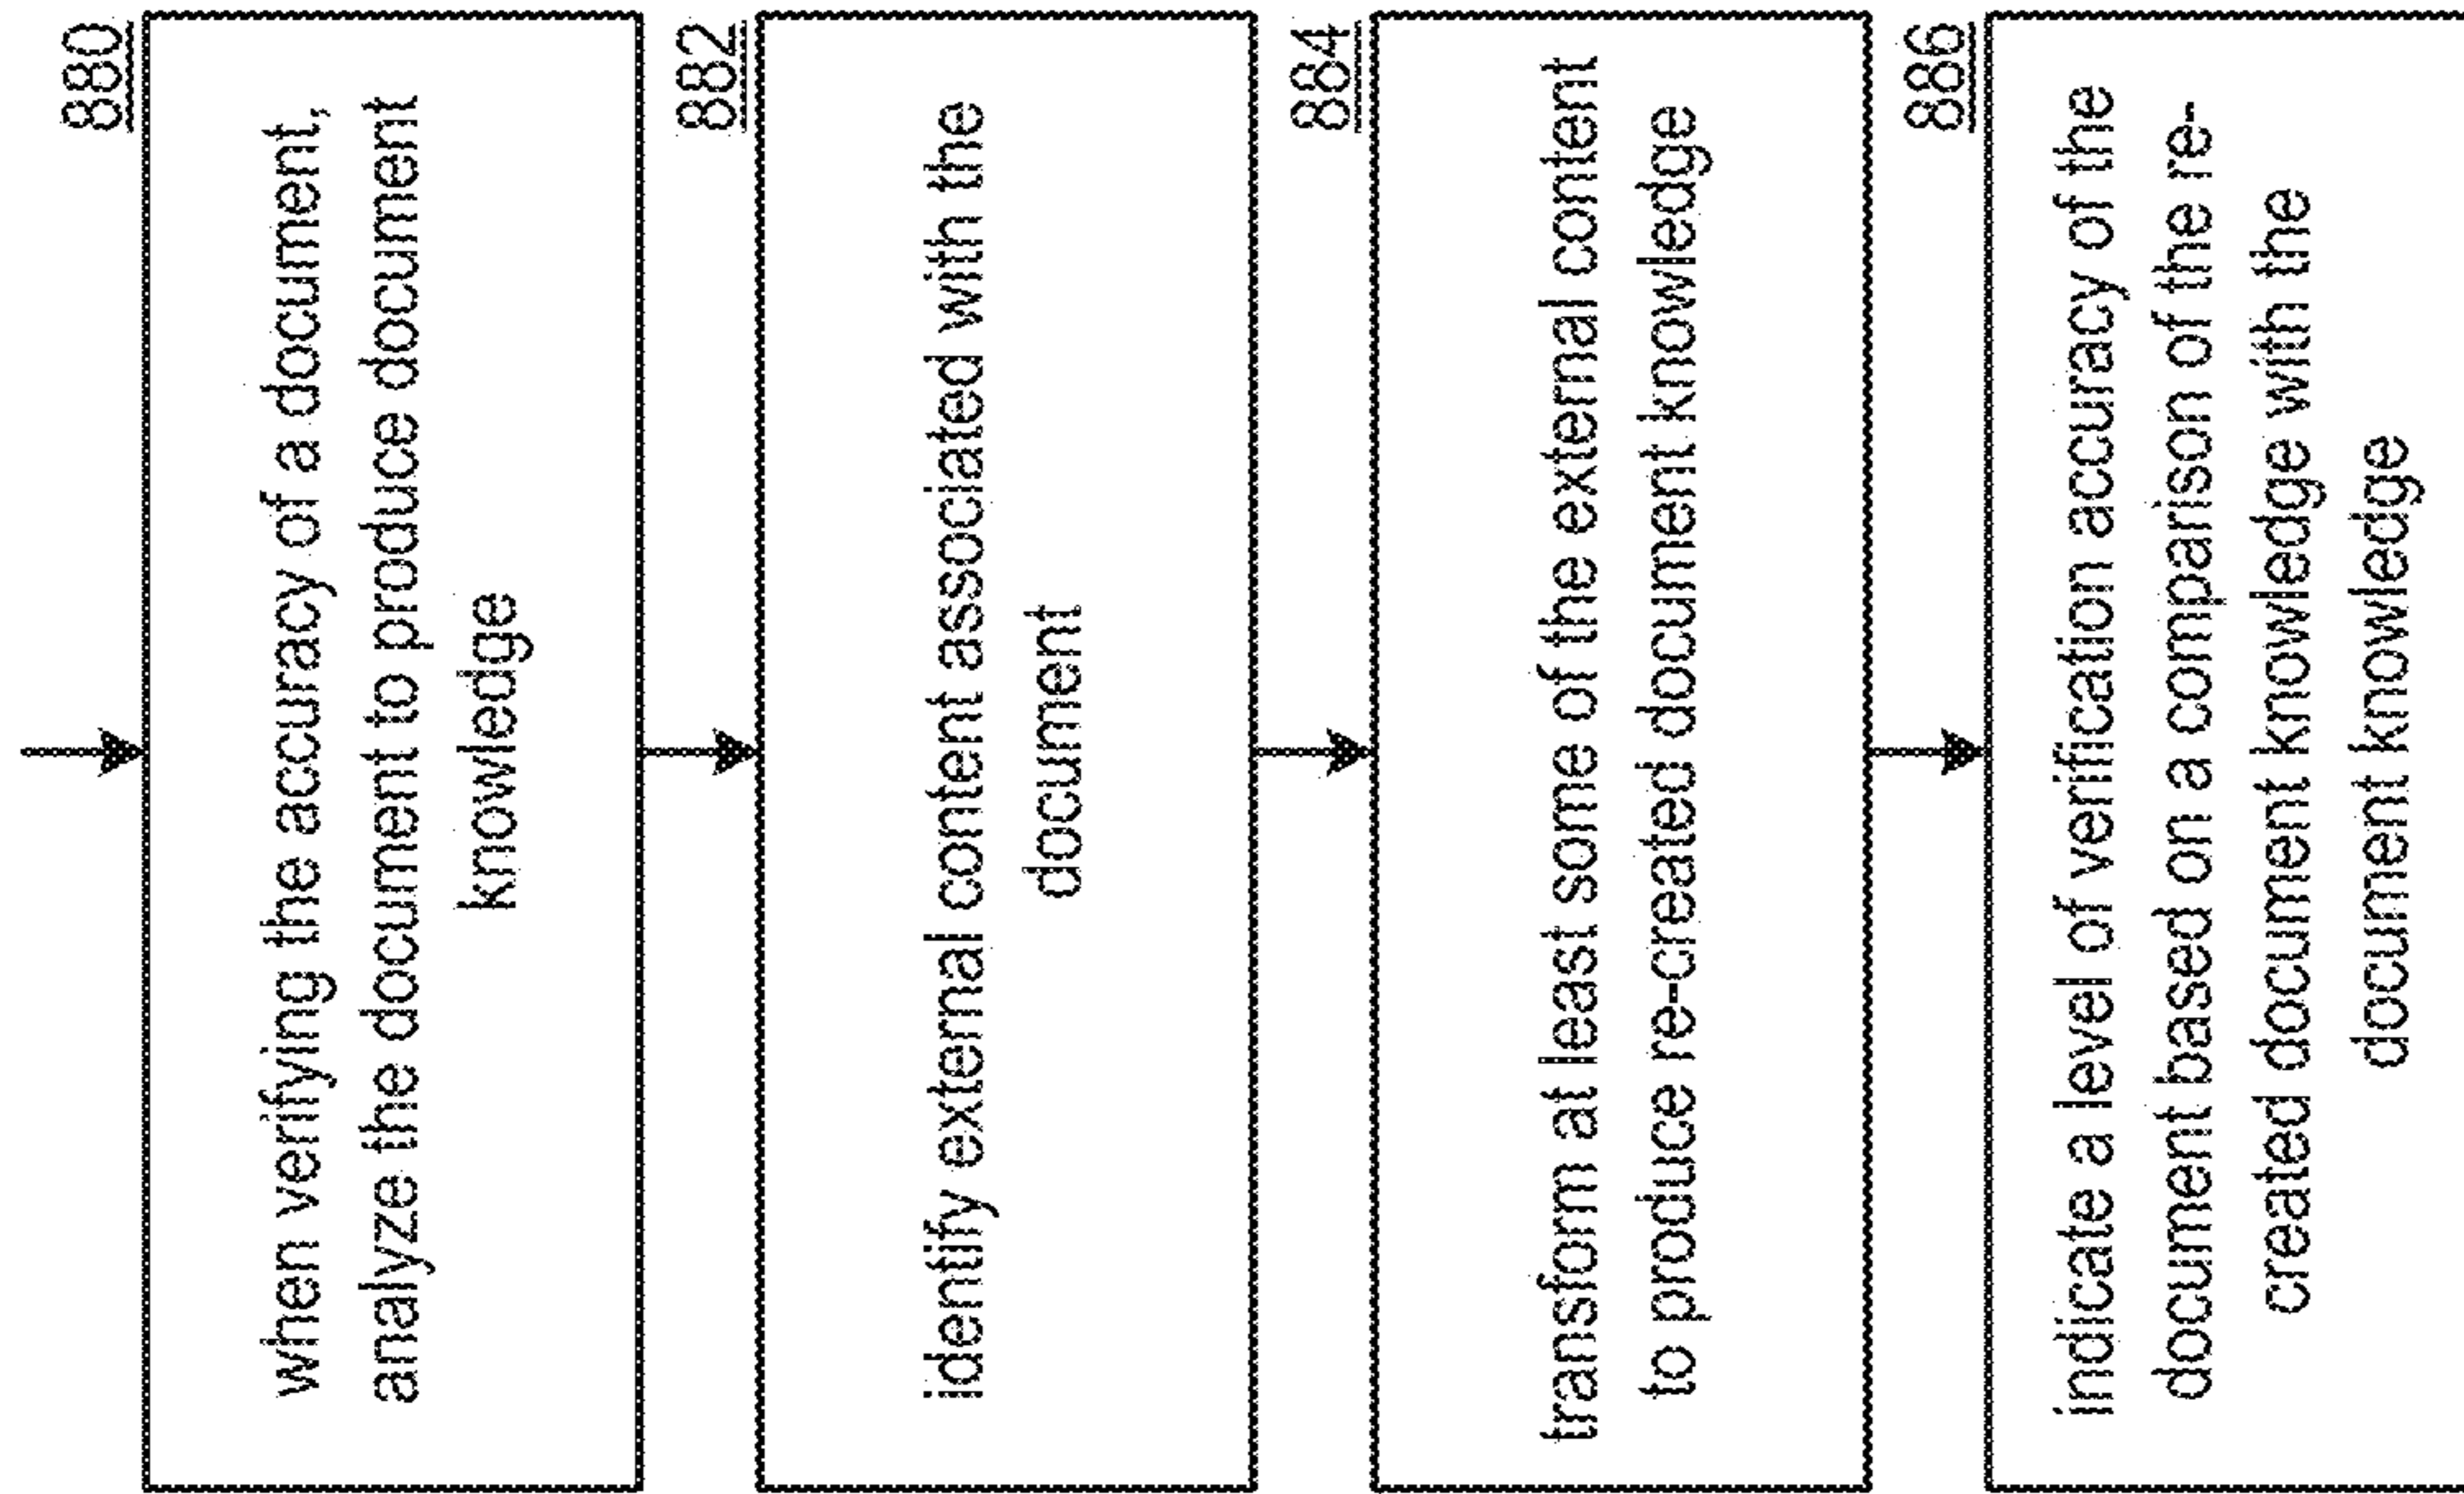 880
when verifying the accuracy of a document,
analyze the document to produce document
knowledge
882
identify external content associated with the
document
884
transform at least some of the external content
to produce re-created document knowledge
886
indicate a level of verification accuracy of the
document based on a comparison of the re-
created document knowledge with the
document knowledge